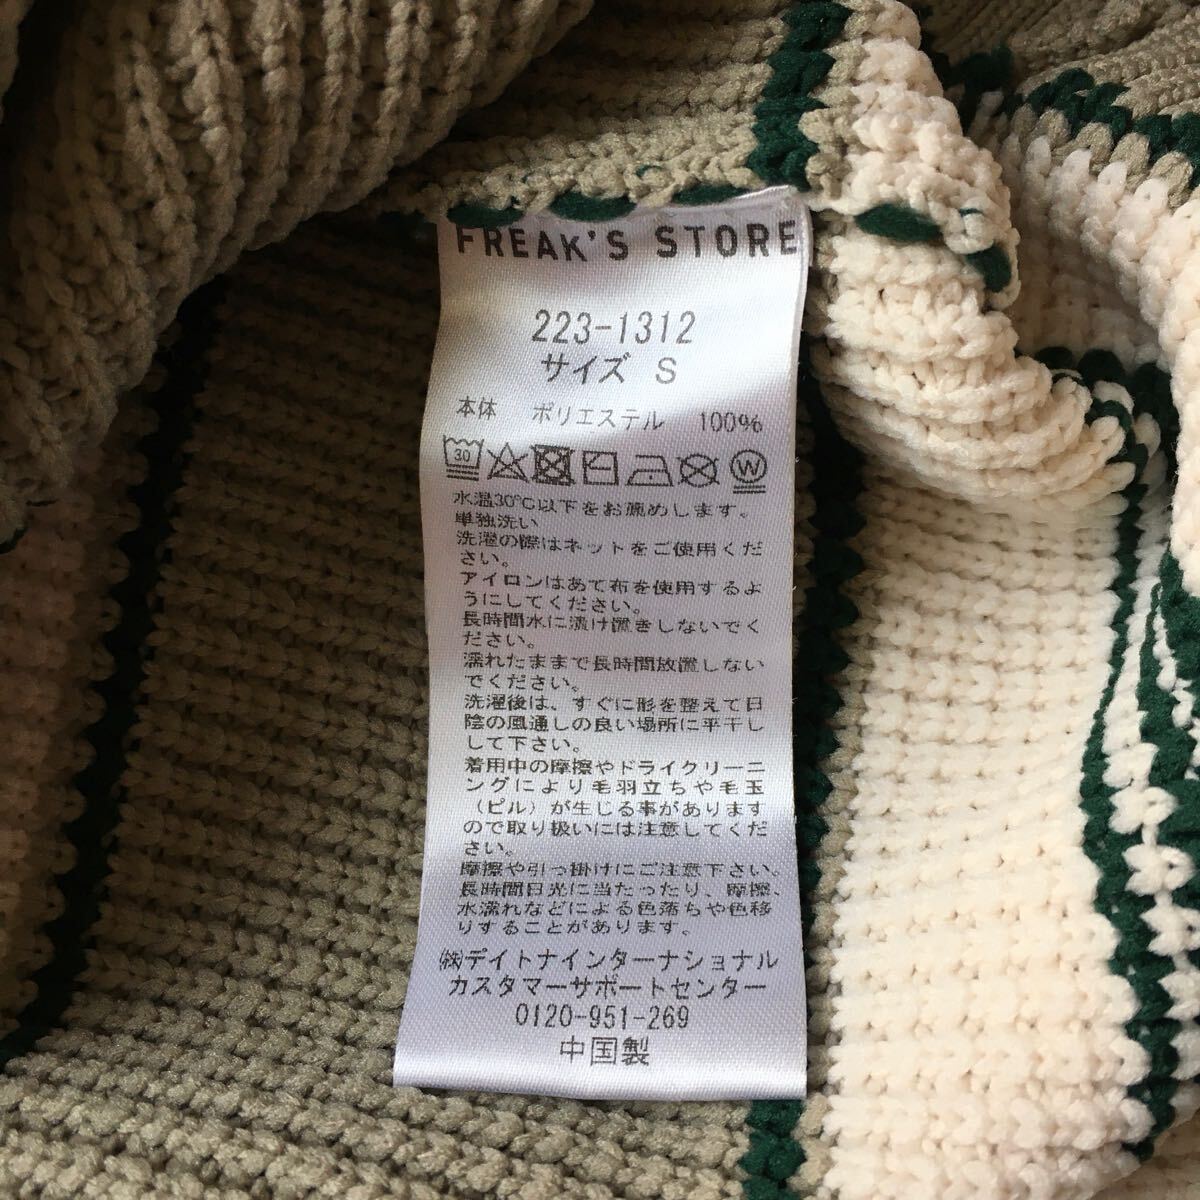 FREAK'S STORE
223-1312
サイズ S
本体 ポリエステル 100%
30
W
水温30℃以下をお薦めします。
単独洗い
洗濯の際はネットをご使用くだ
さい。
アイロンはあて布を使用するよ
うにしてください。
長時間水に漬け置きしないでく
ださい。
濡れたままで長時間放置しない
でください。
洗濯後は、すぐに形を整えて日
陰の風通しの良い場所に平干し
して下さい。
着用中の摩擦やドライクリーニ
ングにより毛羽立ちや毛玉
(ピル)が生じる事があります
ので取り扱いには注意してくだ
さい。
摩擦や引っ掛けにご注意下さい。
長時間日光に当たったり、摩擦、
水濡れなどによる色落ちや色移
りすることがあります。
㈱デイトナインターナショナル
カスタマーサポートセンター
0120-951-269
中国製